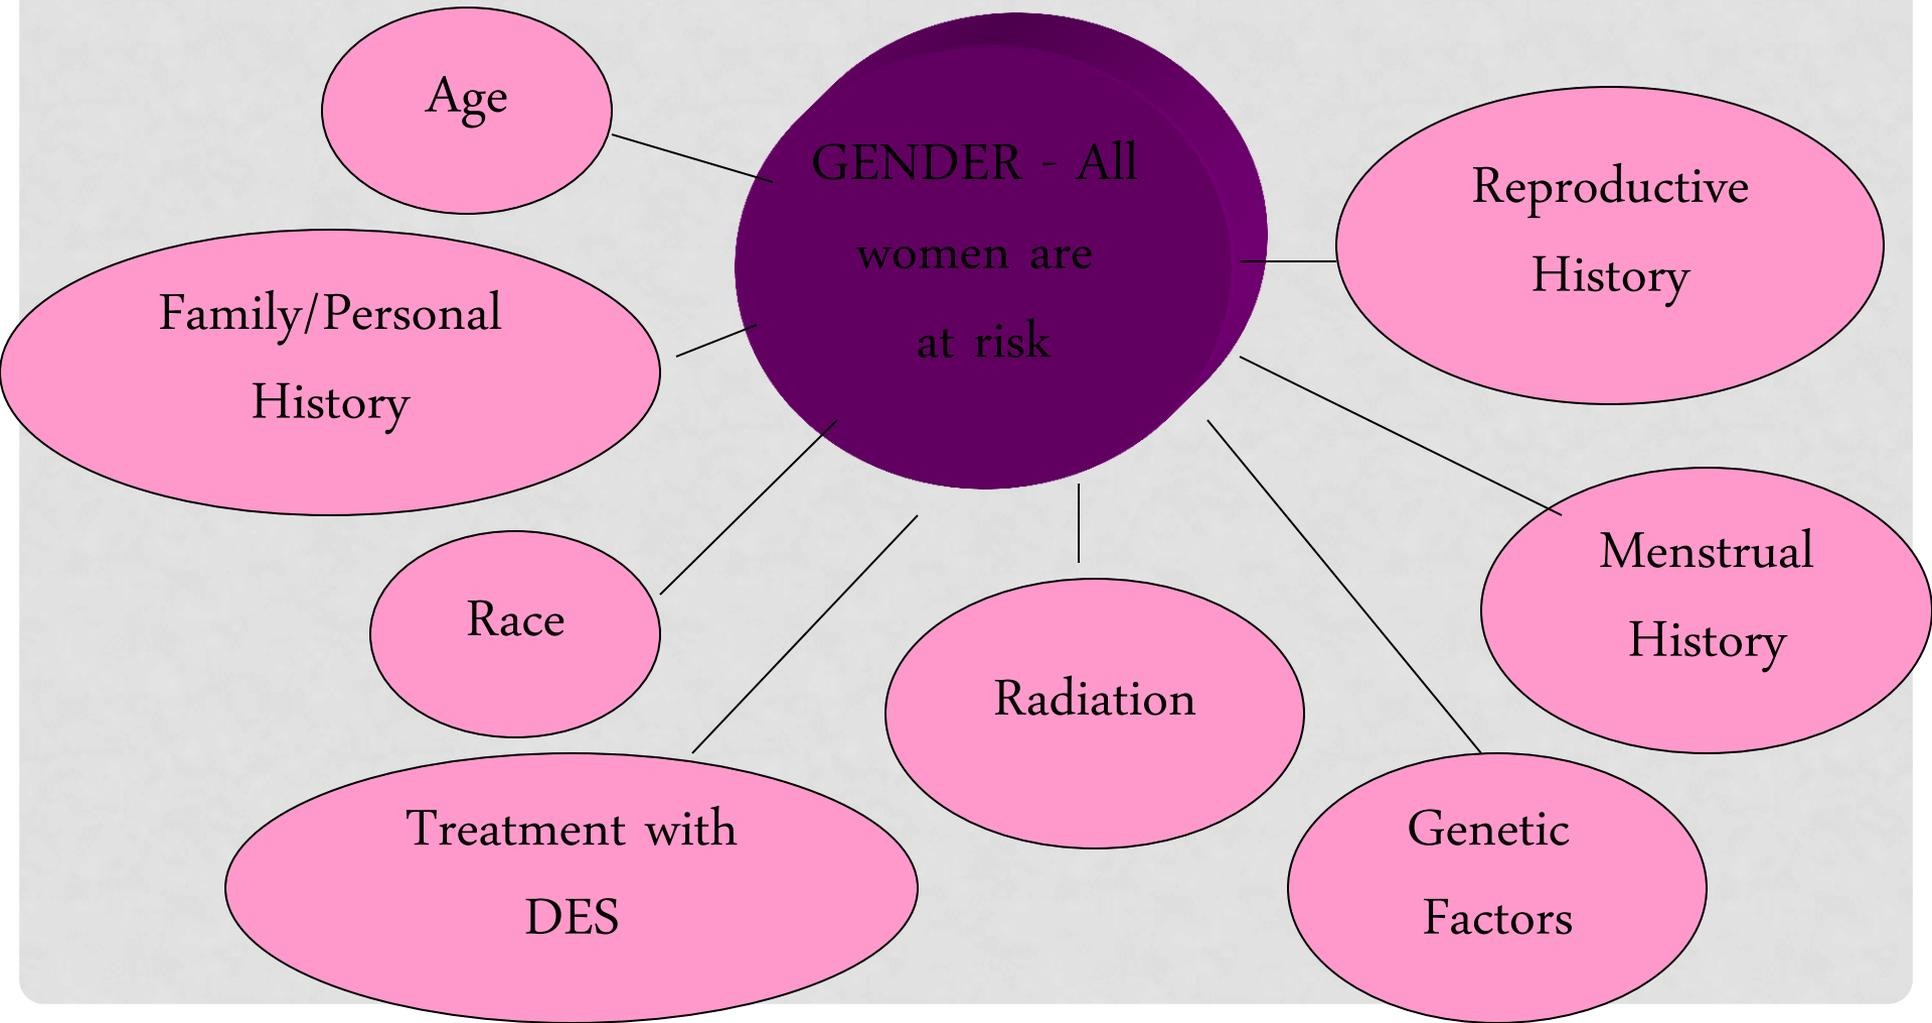 Age
GENDER - All
women are
at risk
Reproductive
History
Family/Personal
History
Race
Menstrual
History
Radiation
Treatment with
DES
Genetic
Factors